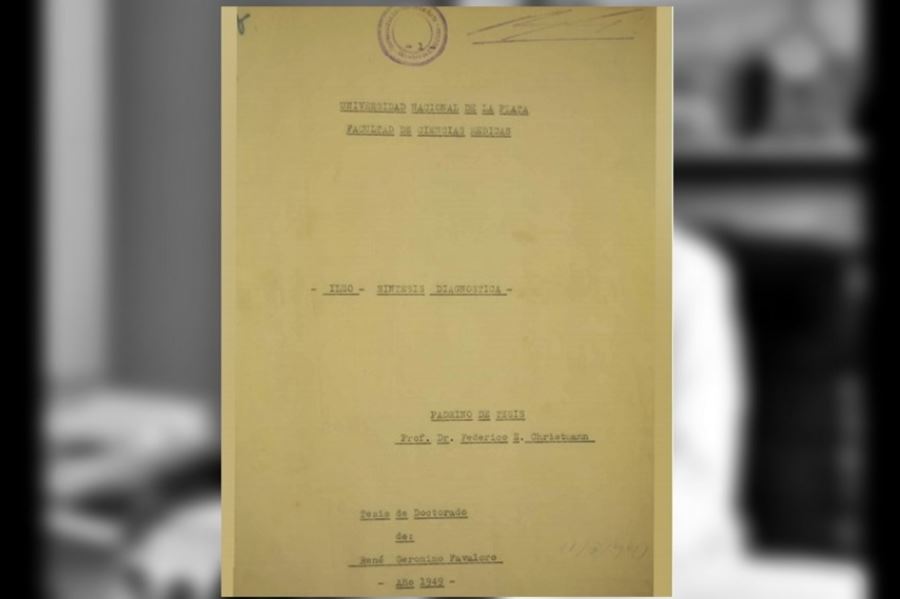 UNIVERSIDAD NACIONAL DE LA PLATA
FACULTAD DE CIENCIAS MEDICAS
- ILEO - SINTESIS DIAGNOSTICA -
PADRINO DE TESIS
Prof. Dr. Federico E. Christmann
Tesis de Doctorado
de:
René Geronimo Favaloro
- Año 1949 -